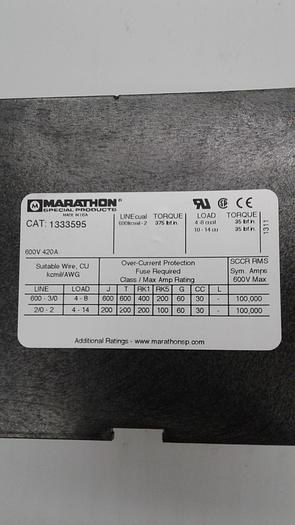 MARATHON®
SPECIAL PRODUCTS
MADE IN USA
CAT: 1333595
600V 420A
LINE cual TORQUE
600kcmil-2 375 lbf.in.
LOAD TORQUE
4-8 cual 35 lbf.in.
10-14 cu 35 lbf.in.
1311
Suitable Wire, CU
kcmil/AWG
Over-Current Protection
Fuse Required
Class / Max Amp Rating
SCCR RMS
Sym. Amps
600V Max
LINE LOAD J T RK1 RK5 G CC L
600 - 3/0 4 - 8 600 600 400 200 60 30 - 100,000
2/0 - 2 4 - 14 200 200 200 100 60 30 - 100,000
Additional Ratings - www.marathonsp.com